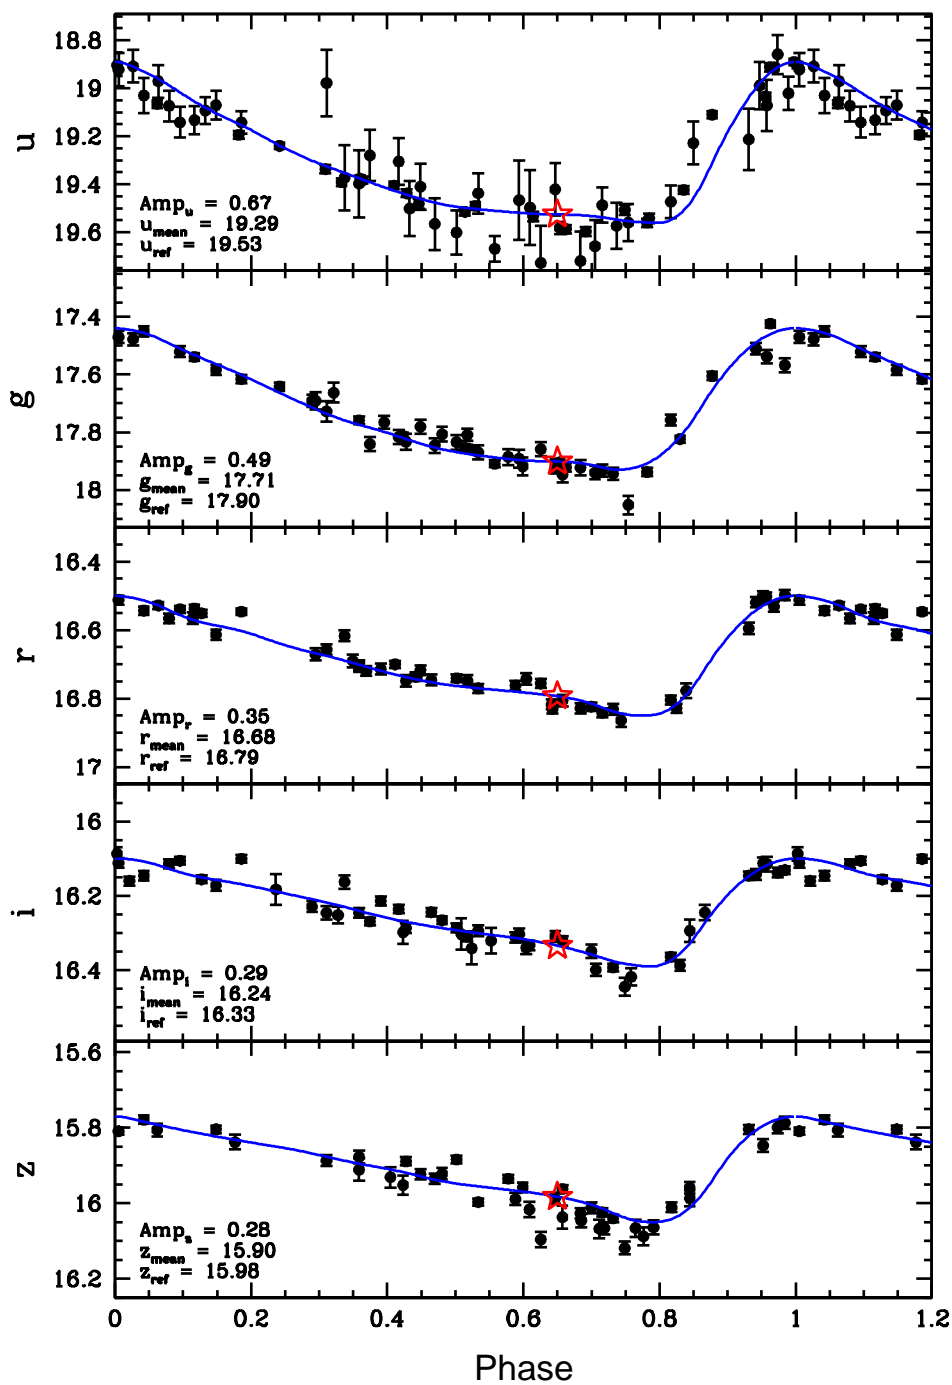 18.8
19
19.2
19.4
19.6
u
Amp_u = 0.67
u_mean = 19.29
u_ref = 19.53
17.4
17.6
17.8
18
g
Amp_g = 0.49
g_mean = 17.71
g_ref = 17.90
16.4
16.6
16.8
17
r
Amp_r = 0.35
r_mean = 16.68
r_ref = 16.79
16
16.2
16.4
i
Amp_i = 0.29
i_mean = 16.24
i_ref = 16.33
15.6
15.8
16
16.2
z
Amp_z = 0.28
z_mean = 15.90
z_ref = 15.98
0 0.2 0.4 0.6 0.8 1 1.2
Phase